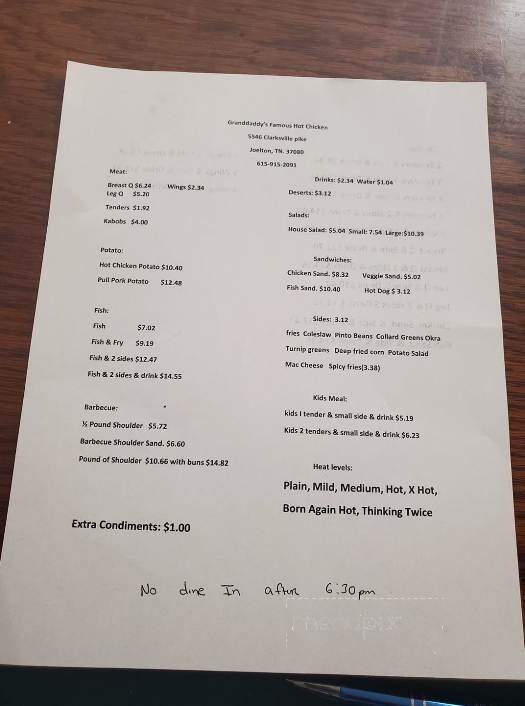 Granddaddy's Famous Hot Chicken
5546 Clarksville pike
Joelton, TN. 37080
615-915-2091
Meat:
Breast Q $6.24 Wings $2.34
Leg Q $5.20
Tenders $1.92
Kabobs $4.00
Potato:
Hot Chicken Potato $10.40
Pull Pork Potato $12.48
Fish:
Fish $7.02
Fish & Fry $9.19
Fish & 2 sides $12.47
Fish & 2 sides & drink $14.55
Barbecue:
½ Pound Shoulder $5.72
Barbecue Shoulder Sand. $6.60
Pound of Shoulder $10.66 with buns $14.82
Extra Condiments: $1.00
Drinks: $2.34 Water $1.04
Deserts: $3.12
Salads:
House Salad: $5.04 Small: 7.54 Large:$10.39
Sandwiches:
Chicken Sand. $8.32 Veggie Sand. $5.02
Fish Sand. $10.40 Hot Dog $ 3.12
Sides: 3.12
fries Coleslaw Pinto Beans Collard Greens Okra
Turnip greens Deep fried corn Potato Salad
Mac Cheese Spicy fries(3.38)
Kids Meal:
kids 1 tender & small side & drink $5.19
Kids 2 tenders & small side & drink $6.23
Heat levels:
Plain, Mild, Medium, Hot, X Hot,
Born Again Hot, Thinking Twice
No dine In after 6:30pm